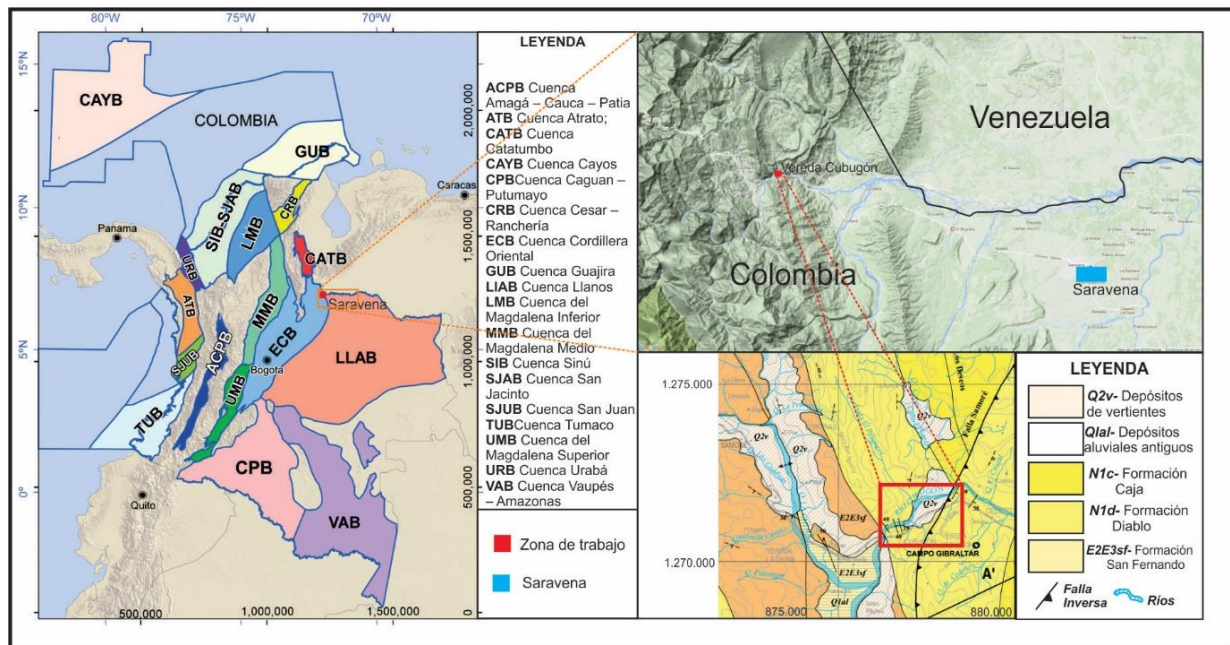 80°W
75°W
70°W
15°N
10°N
5°N
0°
2,000,000
1,500,000
1,000,000
500,000
0
500,000
1,000,000
1,500,000
CAYB
COLOMBIA
GUB
SIB-SJAB
LMB
CRB
Caracas
Panama
URB
CATB
ATB
MMB
Saravena
SJUB
ACPB
ECB
Bogota
LLAB
UMB
TUB
CPB
Quito
VAB
LEYENDA
ACPB Cuenca
Amagá – Cauca – Patia
ATB Cuenca Atrato;
CATB Cuenca
Catatumbo
CAYB Cuenca Cayos
CPBCuenca Caguan –
Putumayo
CRB Cuenca Cesar –
Ranchería
ECB Cuenca Cordillera
Oriental
GUB Cuenca Guajira
LlAB Cuenca Llanos
LMB Cuenca del
Magdalena Inferior
MMB Cuenca del
Magdalena Medio
SIB Cuenca Sinú
SJAB Cuenca San
Jacinto
SJUB Cuenca San Juan
TUBCuenca Tumaco
UMB Cuenca del
Magdalena Superior
URB Cuenca Urabá
VAB Cuenca Vaupés
– Amazonas
Zona de trabajo
Saravena
Venezuela
Vereda Cubugón
Colombia
Saravena
1.275.000
1.270.000
875.000
880.000
Q2v
Q2v
Q2v
Q2v
Falla Samoré
E2E3sf
E2E3sf
Q1al
CAMPO GIBRALTAR
A'
LEYENDA
Q2v- Depósitos
de vertientes
Qlal- Depósitos
aluviales antiguos
N1c- Formación
Caja
N1d- Formación
Diablo
E2E3sf- Formación
San Fernando
Falla
Inversa
Ríos